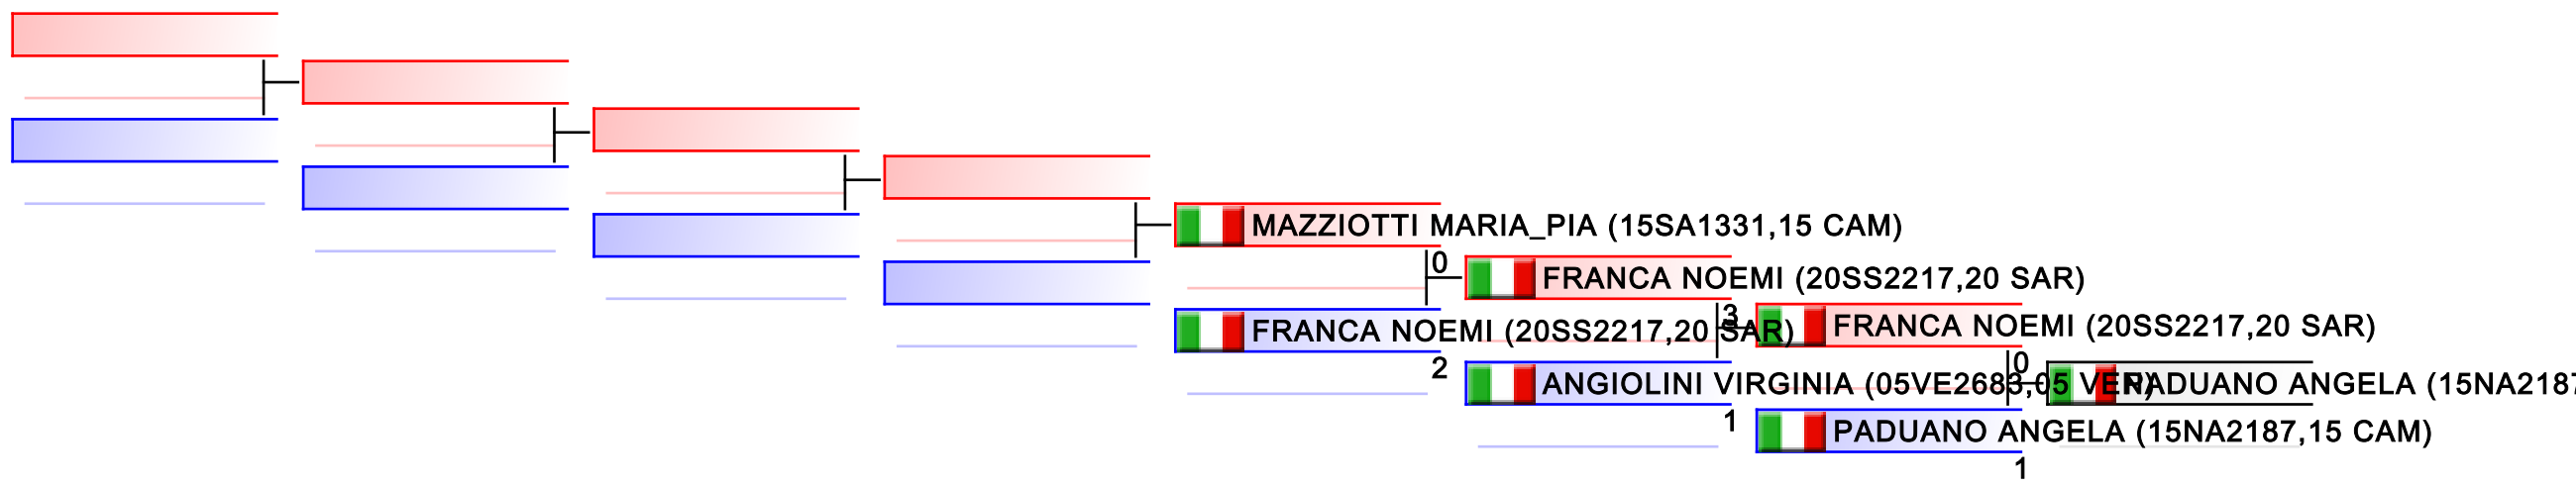 MAZZIOTTI MARIA_PIA (15SA1331,15 CAM)
0
FRANCA NOEMI (20SS2217,20 SAR)
FRANCA NOEMI (20SS2217,20 SAR)
2
3
FRANCA NOEMI (20SS2217,20 SAR)
ANGIOLINI VIRGINIA (05VE2683,05 VEN)
1
0
PADUANO ANGELA (15NA2187
PADUANO ANGELA (15NA2187,15 CAM)
1